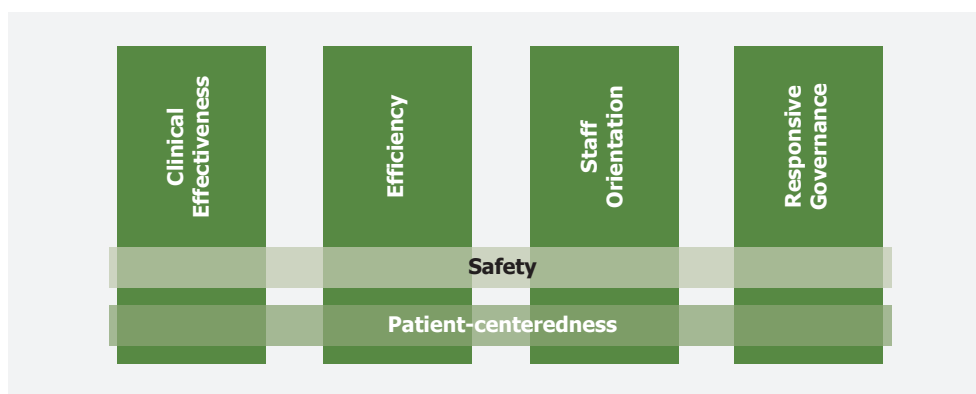 Clinical
Effectiveness
Efficiency
Staff
Orientation
Responsive
Governance
Safety
Patient-centeredness